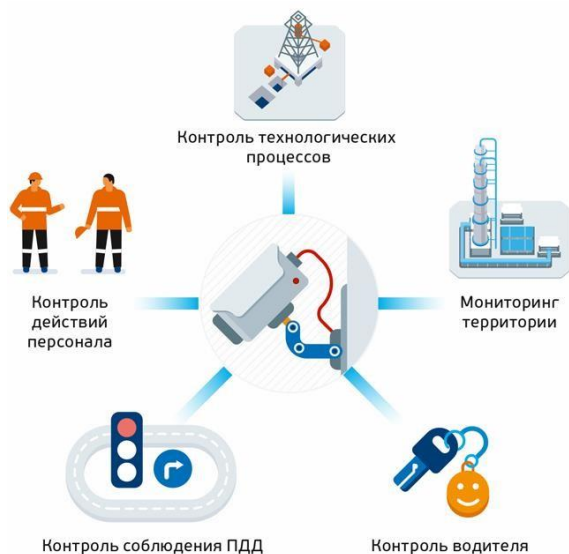 Контроль технологических
процессов
Контроль
действий
персонала
Мониторинг
территории
Контроль соблюдения ПДД
Контроль водителя